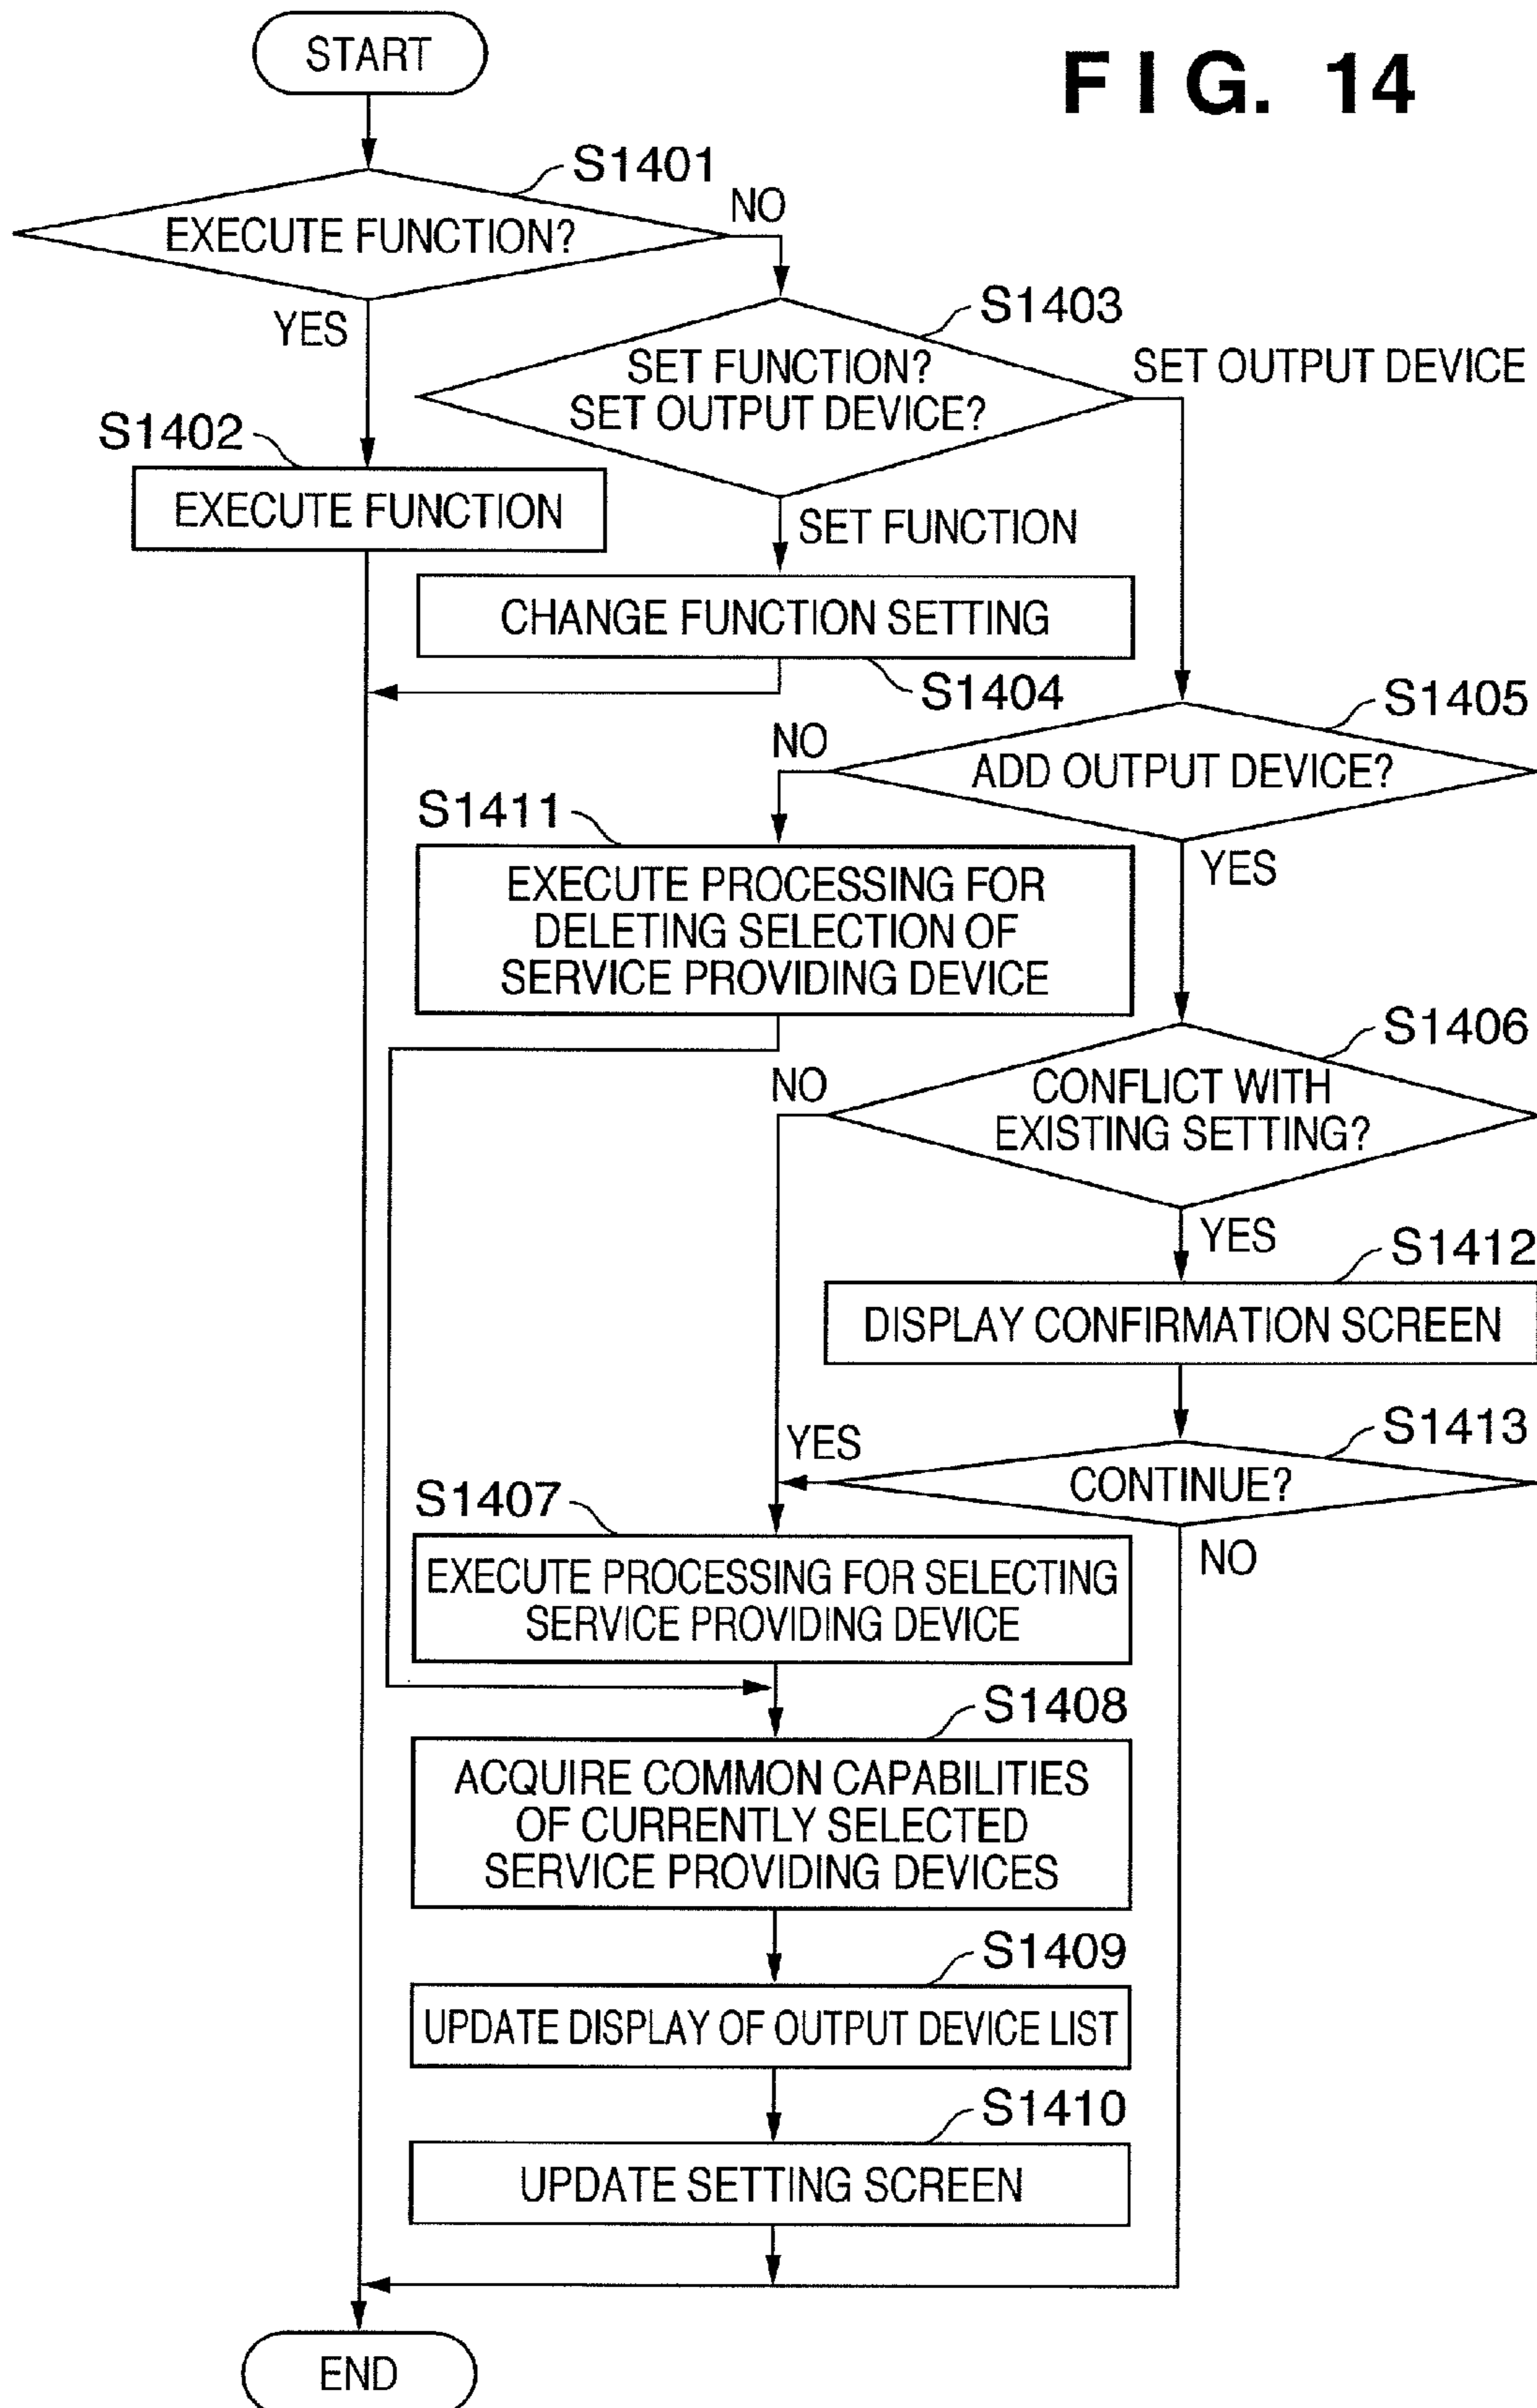 START
FIG. 14
S1401
EXECUTE FUNCTION?
NO
YES
S1403
SET FUNCTION?
SET OUTPUT DEVICE?
SET OUTPUT DEVICE
S1402
EXECUTE FUNCTION
SET FUNCTION
CHANGE FUNCTION SETTING
S1404
S1405
NO
ADD OUTPUT DEVICE?
YES
S1411
EXECUTE PROCESSING FOR
DELETING SELECTION OF
SERVICE PROVIDING DEVICE
S1406
NO
CONFLICT WITH
EXISTING SETTING?
YES
S1412
DISPLAY CONFIRMATION SCREEN
S1413
YES
CONTINUE?
NO
S1407
EXECUTE PROCESSING FOR SELECTING
SERVICE PROVIDING DEVICE
S1408
ACQUIRE COMMON CAPABILITIES
OF CURRENTLY SELECTED
SERVICE PROVIDING DEVICES
S1409
UPDATE DISPLAY OF OUTPUT DEVICE LIST
S1410
UPDATE SETTING SCREEN
END